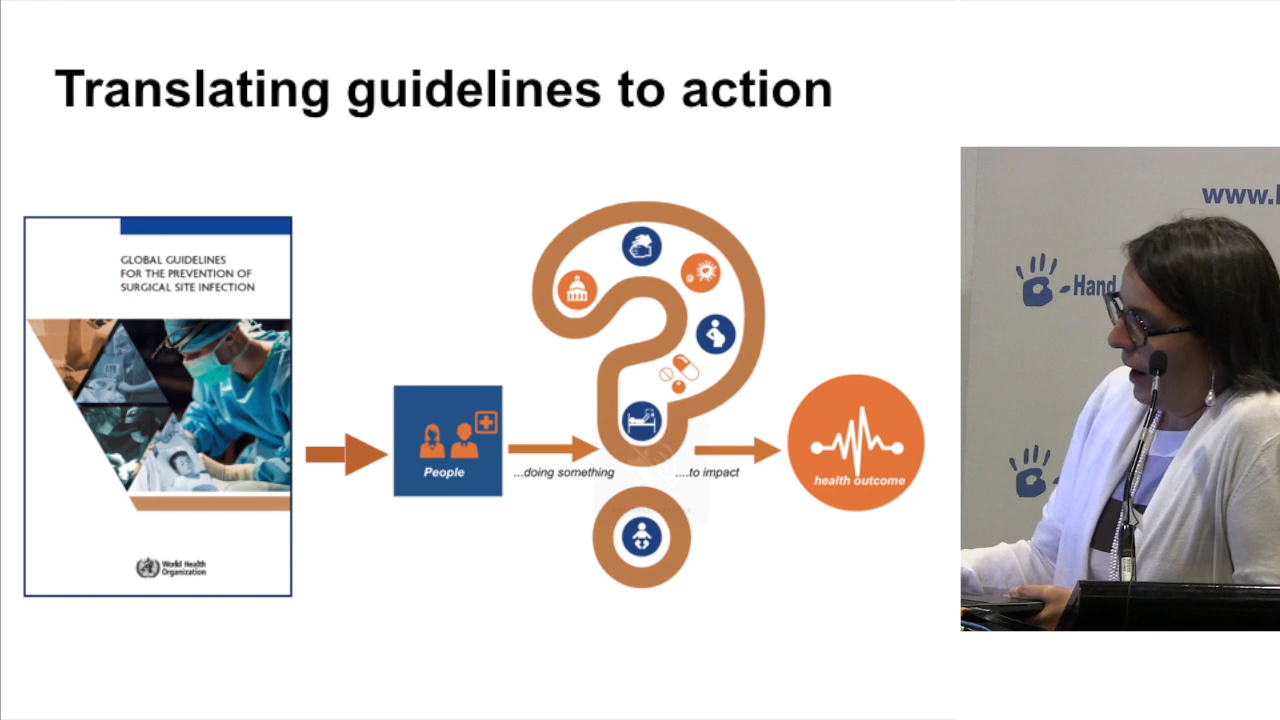 Translating guidelines to action
GLOBAL GUIDELINES
FOR THE PREVENTION OF
SURGICAL SITE INFECTION
World Health
Organization
People
...doing something
....to impact
health outcome
www.
Hand